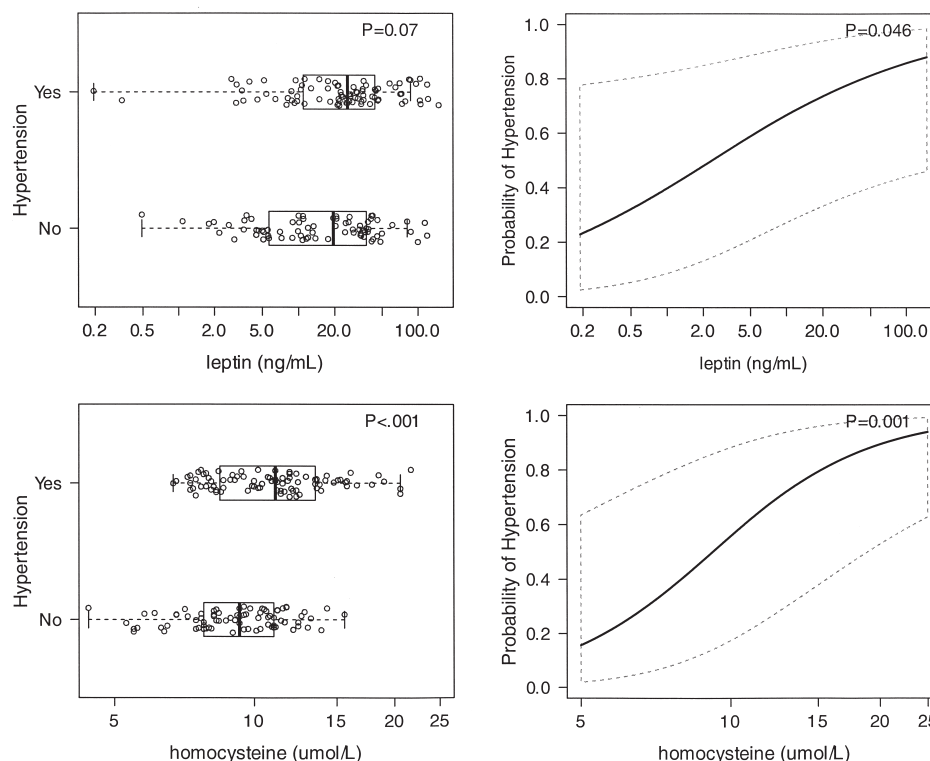 P=0.07
Hypertension
Yes
No
0.2 0.5 2.0 5.0 20.0 100.0
leptin (ng/mL)
P=0.046
Probability of Hypertension
1.0
0.8
0.6
0.4
0.2
0.0
0.2 0.5 2.0 5.0 20.0 100.0
leptin (ng/mL)
P<.001
Hypertension
Yes
No
5 10 15 20 25
homocysteine (umol/L)
P=0.001
Probability of Hypertension
1.0
0.8
0.6
0.4
0.2
0.0
5 10 15 20 25
homocysteine (umol/L)